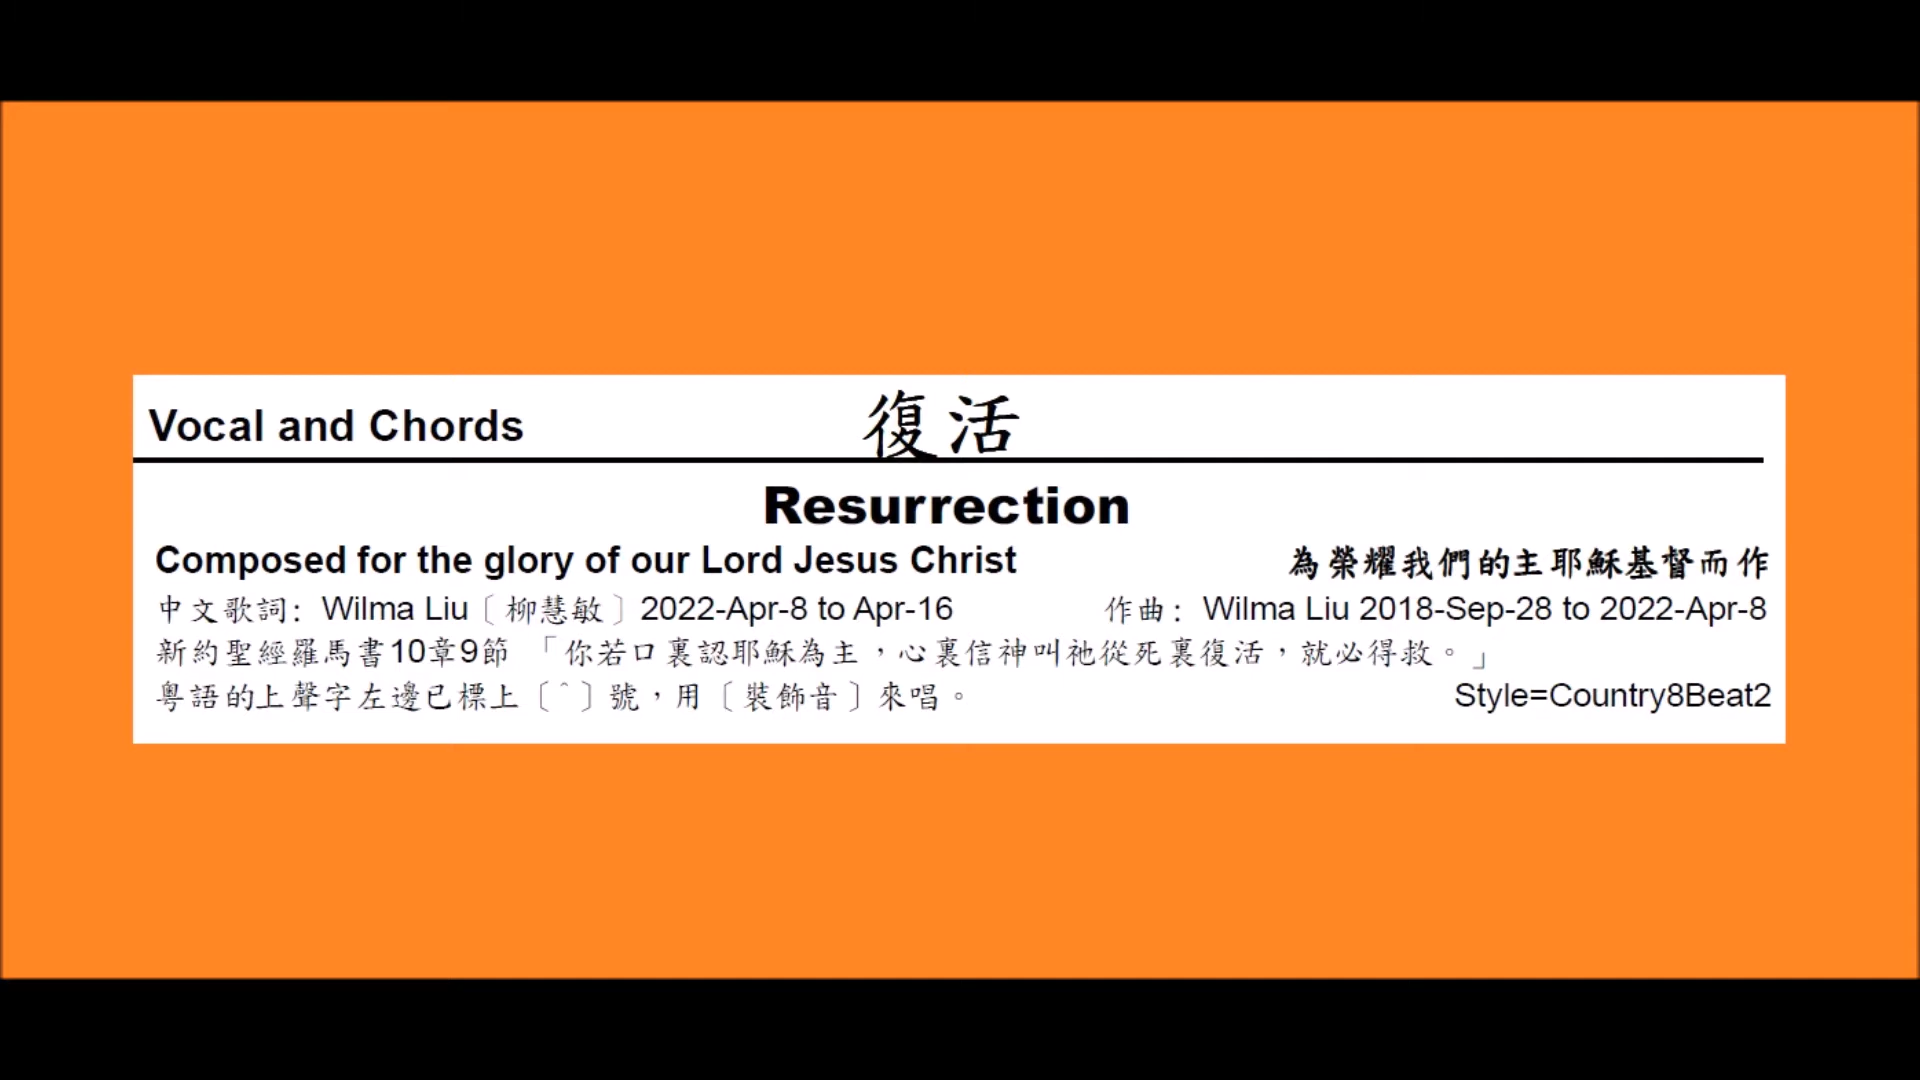 Vocal and Chords 復活
Resurrection
Composed for the glory of our Lord Jesus Christ 為榮耀我們的主耶穌基督而作
中文歌詞: Wilma Liu〔柳慧敏〕2022-Apr-8 to Apr-16 作曲: Wilma Liu 2018-Sep-28 to 2022-Apr-8
新約聖經羅馬書10章9節 「你若口裏認耶穌為主，心裏信神叫祂從死裏復活，就必得救。」
粵語的上聲字左邊已標上〔ˆ〕號，用〔裝飾音〕來唱。 Style=Country8Beat2